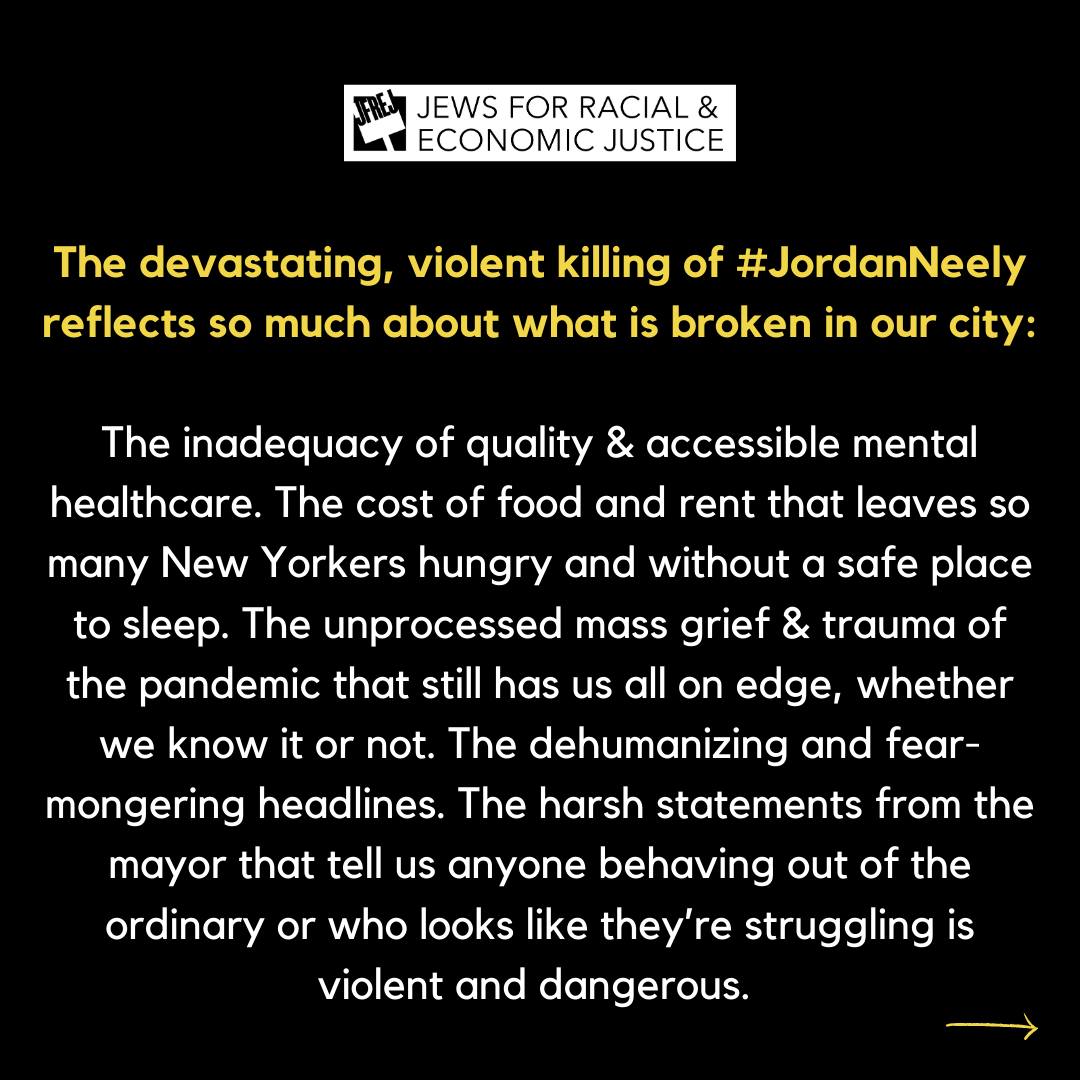 JFREJ
JEWS FOR RACIAL &
ECONOMIC JUSTICE
The devastating, violent killing of #JordanNeely
reflects so much about what is broken in our city:
The inadequacy of quality & accessible mental
healthcare. The cost of food and rent that leaves so
many New Yorkers hungry and without a safe place
to sleep. The unprocessed mass grief & trauma of
the pandemic that still has us all on edge, whether
we know it or not. The dehumanizing and fear-
mongering headlines. The harsh statements from the
mayor that tell us anyone behaving out of the
ordinary or who looks like they’re struggling is
violent and dangerous.